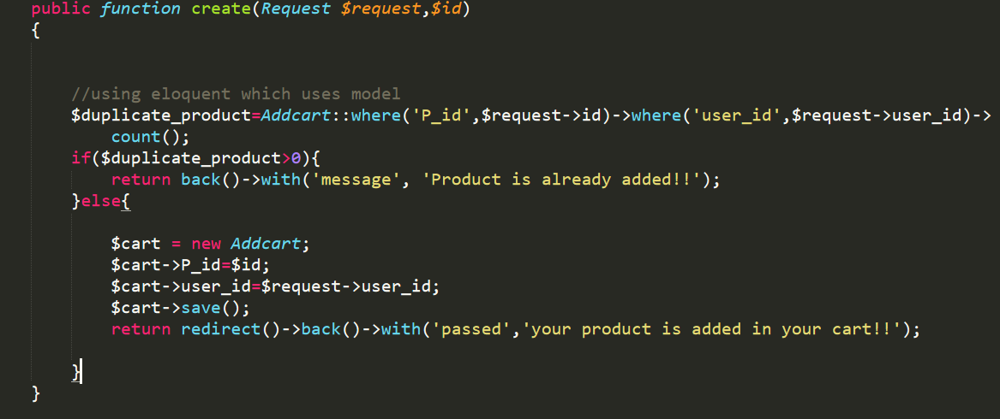 public function create(Request $request,$id)
{
//using eloquent which uses model
$duplicate_product=Addcart::where('P_id',$request->id)->where('user_id',$request->user_id)->
count();
if($duplicate_product>0){
return back()->with('message', 'Product is already added!!');
}else{
$cart = new Addcart;
$cart->P_id=$id;
$cart->user_id=$request->user_id;
$cart->save();
return redirect()->back()->with('passed','your product is added in your cart!!');
}
}